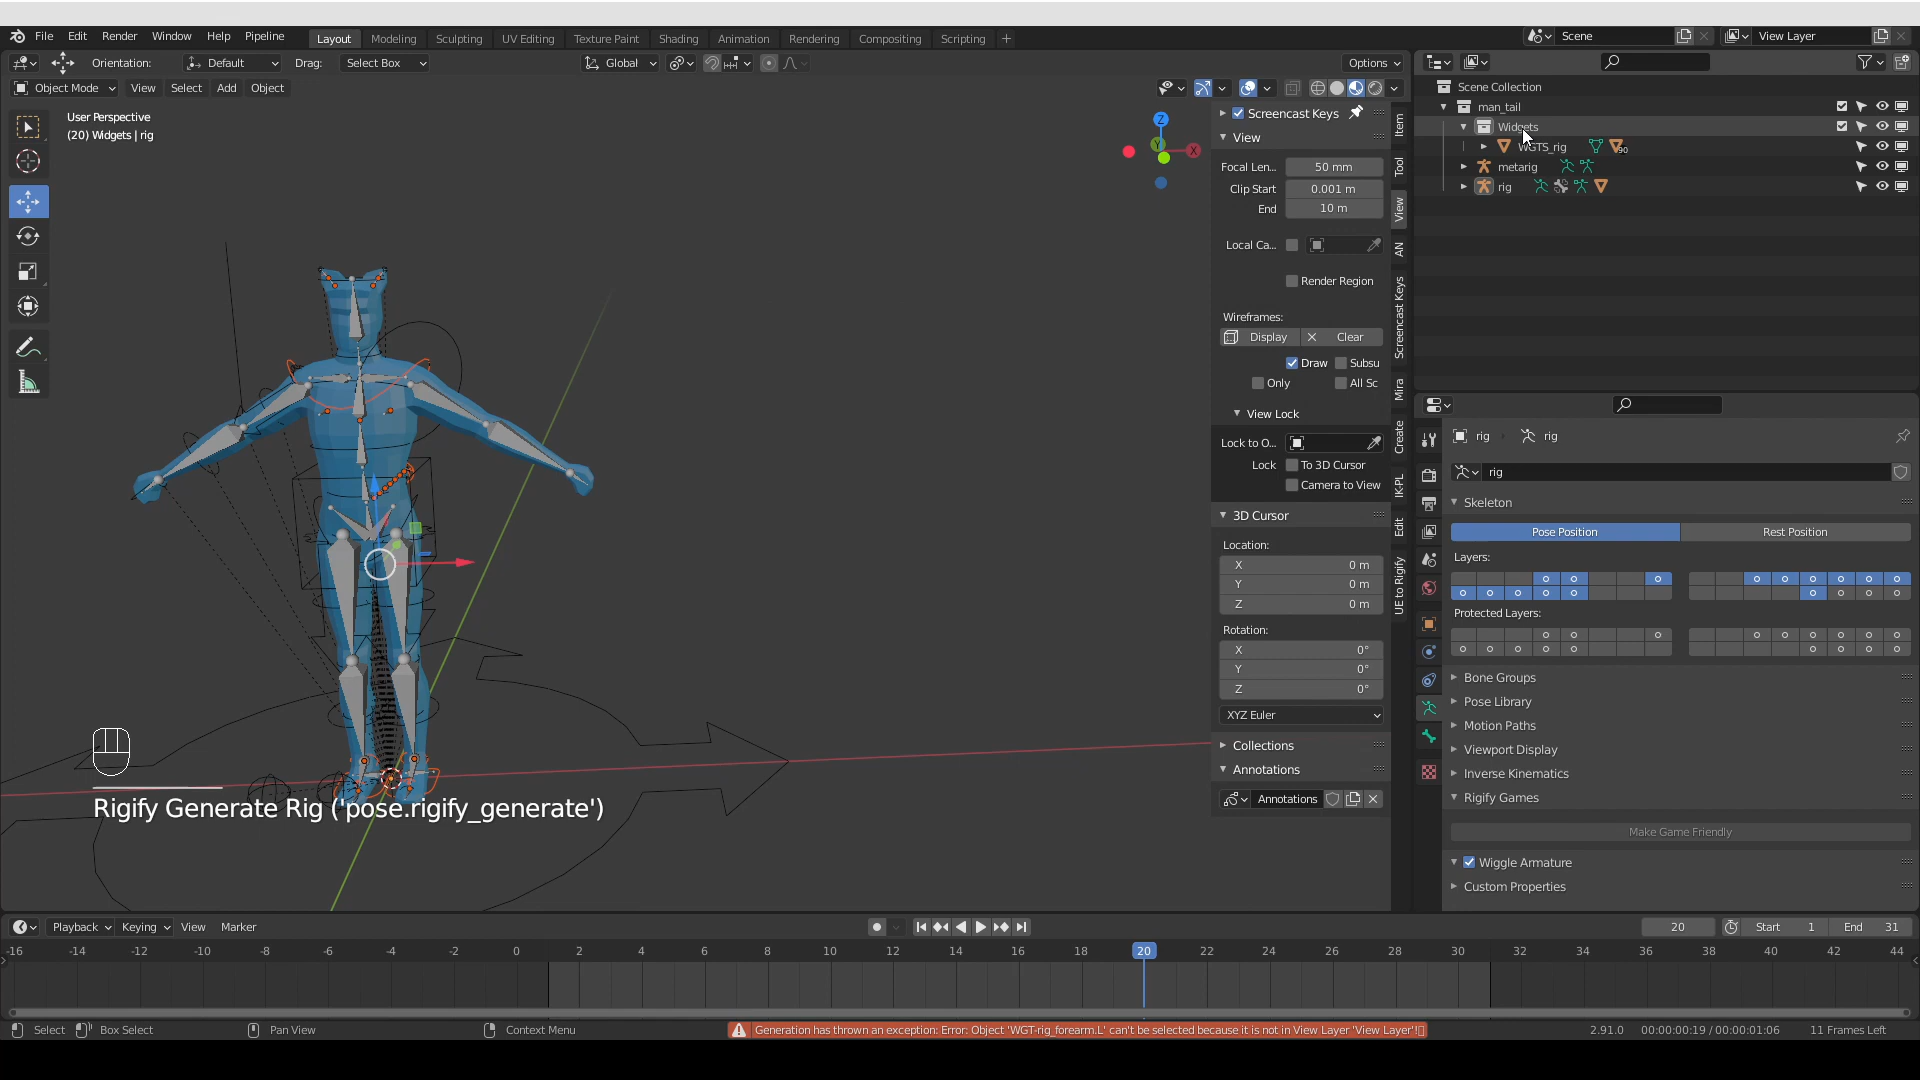 File Edit Render Window Help Pipeline Layout Modeling Sculpting UV Editing Texture Paint Shading Animation Rendering Compositing Scripting +
Scene
View Layer
Orientation: Default Drag: Select Box
Global
Options
Object Mode View Select Add Object
User Perspective
(20) Widgets | rig
Z
Y
X
Rigify Generate Rig ('pose.rigify_generate')
Screencast Keys
View
Focal Len... 50 mm
Clip Start 0.001 m
End 10 m
Local Ca...
Render Region
Wireframes:
Display Clear
Draw Subsu
Only All Sc
View Lock
Lock to O...
Lock To 3D Cursor
Camera to View
3D Cursor
Location:
X 0 m
Y 0 m
Z 0 m
Rotation:
X 0°
Y 0°
Z 0°
XYZ Euler
Collections
Annotations
Annotations
Item
Tool
View
AN
Screencast Keys
Mira
Create
IK-PL
Edit
UE to Rigify
Scene Collection
man_tail
Widgets
WGTS_rig 90
metarig
rig
rig rig
rig
Skeleton
Pose Position Rest Position
Layers:
Protected Layers:
Bone Groups
Pose Library
Motion Paths
Viewport Display
Inverse Kinematics
Rigify Games
Make Game Friendly
Wiggle Armature
Custom Properties
Playback Keying View Marker
20 Start 1 End 31
-16 -14 -12 -10 -8 -6 -4 -2 0 2 4 6 8 10 12 14 16 18 20 22 24 26 28 30 32 34 36 38 40 42 44
Select Box Select Pan View Context Menu
Generation has thrown an exception: Error: Object 'WGT-rig_forearm.L' can't be selected because it is not in View Layer 'View Layer'!
2.91.0 00:00:00:19 / 00:00:01:06 11 Frames Left